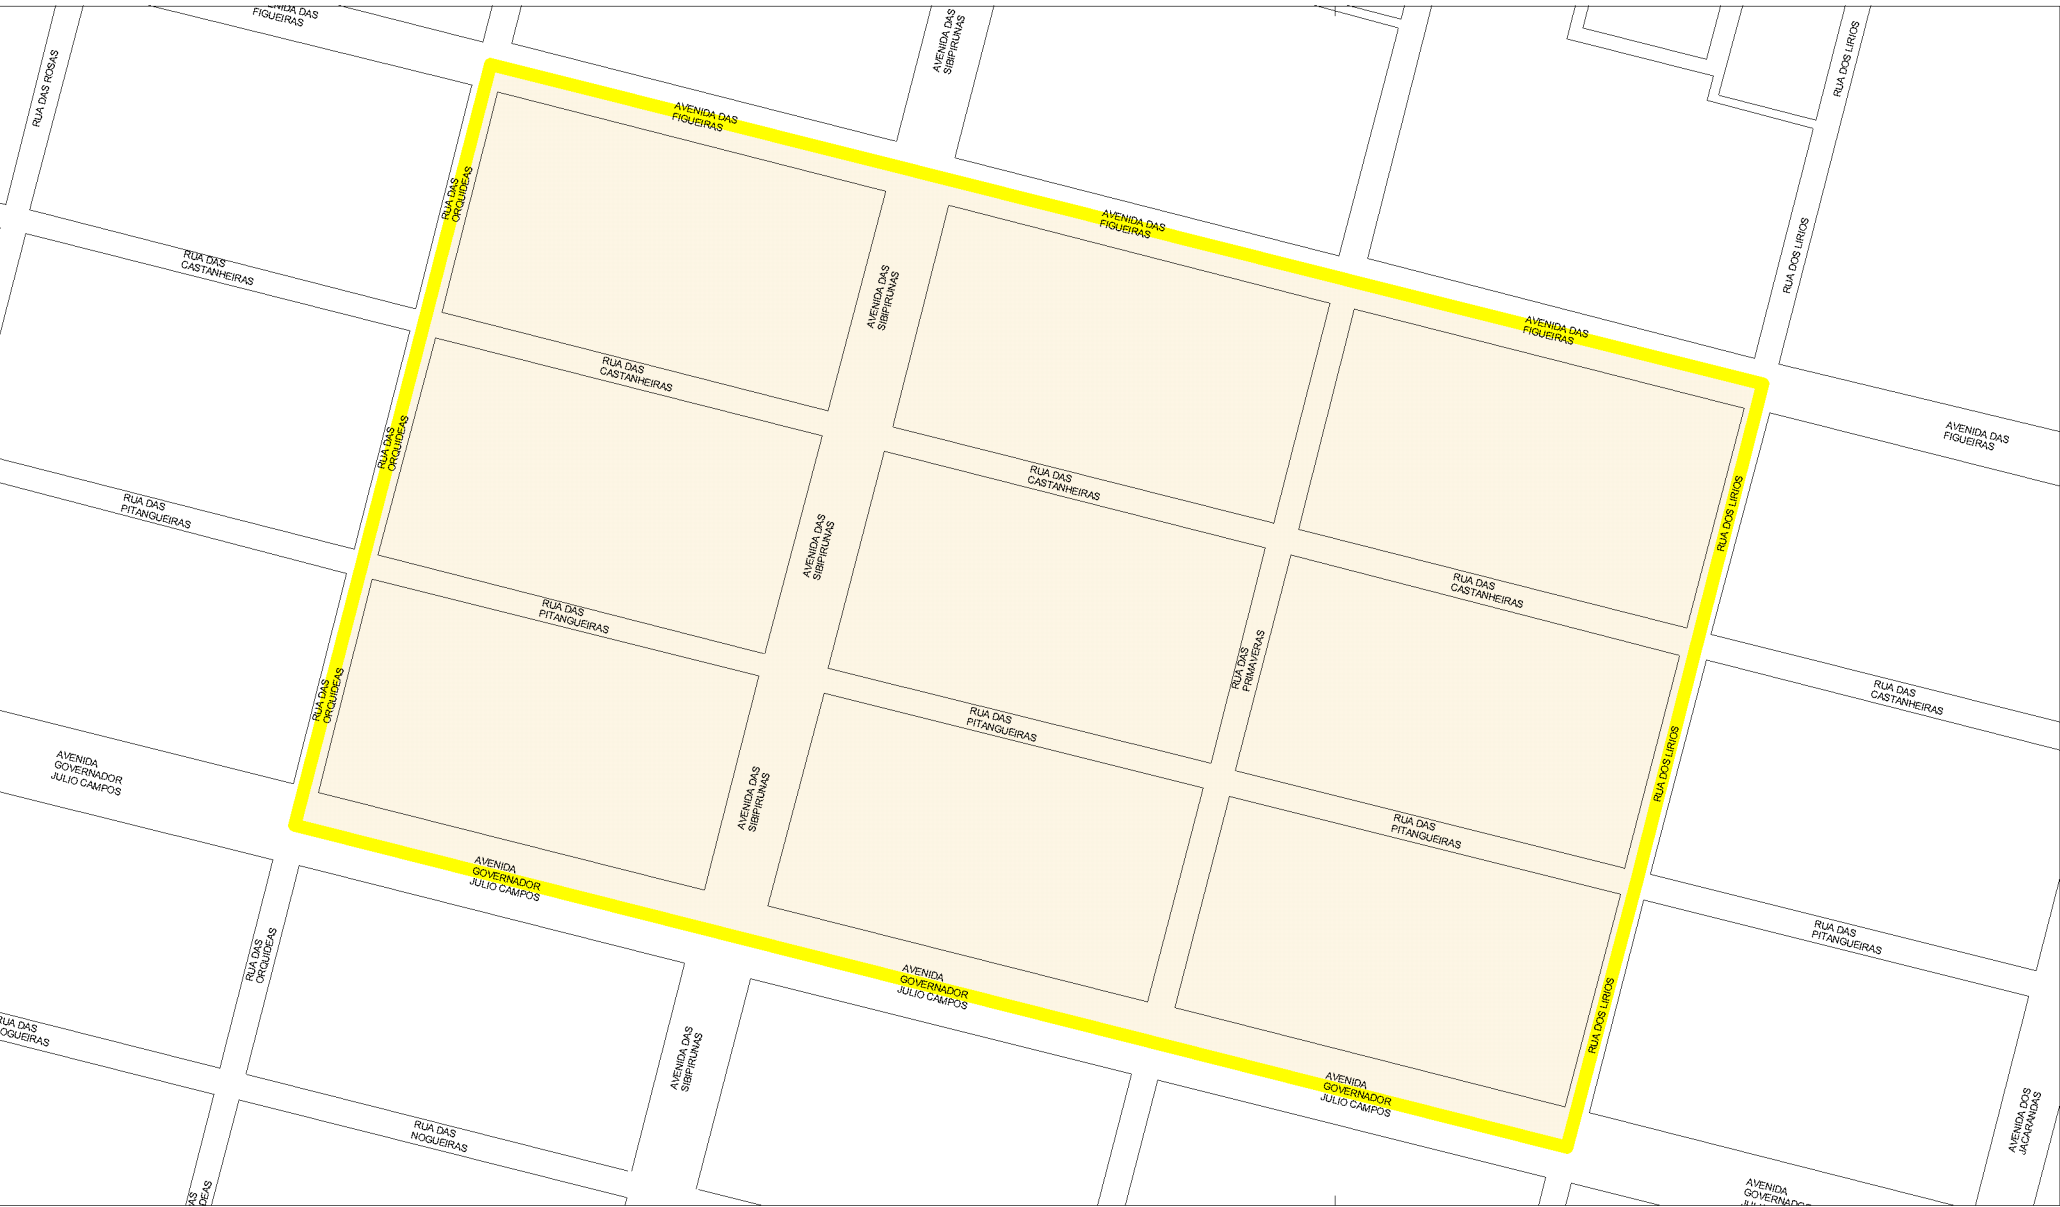 AVENIDA DAS
FIGUEIRAS
AVENIDA DAS
SIBIPIRUNAS
RUA DOS LIRIOS
RUA DAS ROSAS
AVENIDA DAS
FIGUEIRAS
RUA DAS
ORQUIDEAS
AVENIDA DAS
FIGUEIRAS
RUA DOS LIRIOS
RUA DAS
CASTANHEIRAS
AVENIDA DAS
SIBIPIRUNAS
AVENIDA DAS
FIGUEIRAS
RUA DAS
CASTANHEIRAS
RUA DAS
ORQUIDEAS
AVENIDA DAS
FIGUEIRAS
RUA DAS
CASTANHEIRAS
RUA DOS LIRIOS
RUA DAS
PITANGUEIRAS
AVENIDA DAS
SIBIPIRUNAS
RUA DAS
CASTANHEIRAS
RUA DAS
PITANGUEIRAS
RUA DAS
PRIMAVERAS
RUA DAS
ORQUIDEAS
RUA DAS
CASTANHEIRAS
RUA DAS
PITANGUEIRAS
AVENIDA
GOVERNADOR
JULIO CAMPOS
RUA DOS LIRIOS
AVENIDA DAS
SIBIPIRUNAS
RUA DAS
PITANGUEIRAS
AVENIDA
GOVERNADOR
JULIO CAMPOS
RUA DAS
PITANGUEIRAS
RUA DAS
ORQUIDEAS
AVENIDA
GOVERNADOR
JULIO CAMPOS
RUA DOS LIRIOS
RUA DAS
OGUEIRAS
AVENIDA DAS
SIBIPIRUNAS
AVENIDA
GOVERNADOR
JULIO CAMPOS
RUA DAS
NOGUEIRAS
AVENIDA DOS
JACARANDAS
AVENIDA
GOVERNADOR